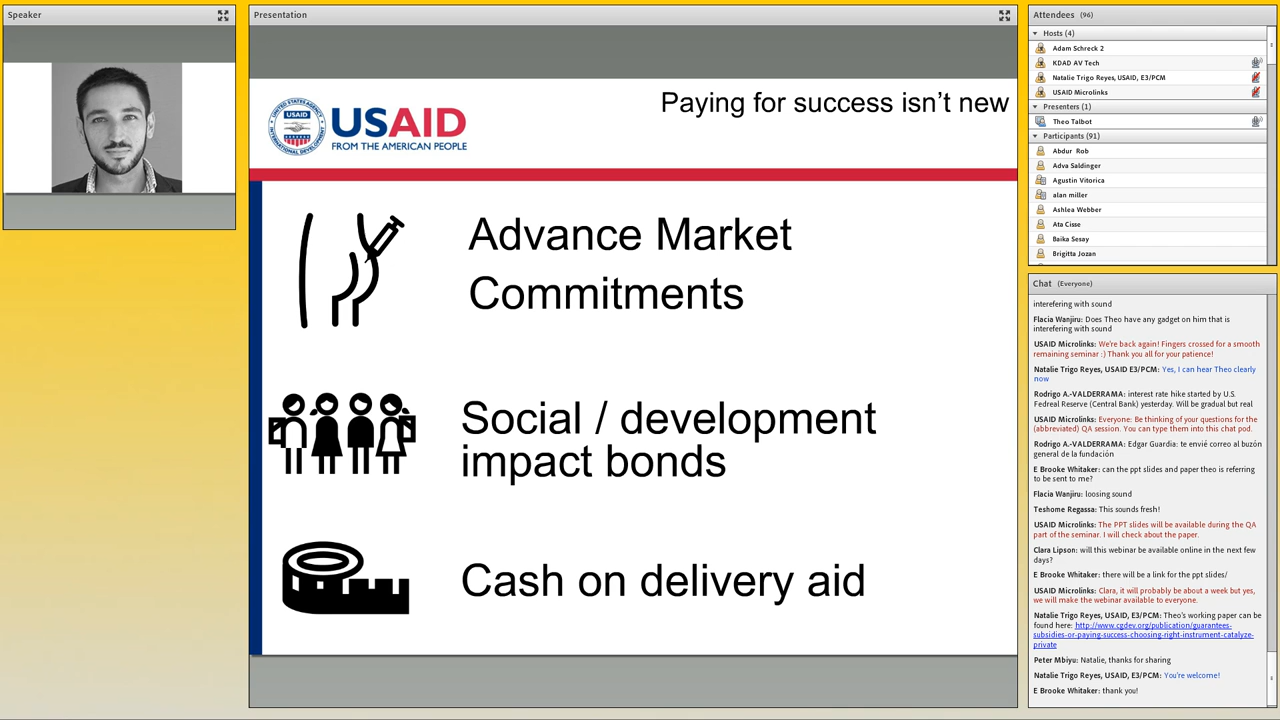 Speaker
Presentation
Paying for success isn't new
UNITED STATES AGENCY
USAID
INTERNATIONAL DEVELOPMENT
USAID
FROM THE AMERICAN PEOPLE
Advance Market
Commitments
Social / development
impact bonds
Cash on delivery aid
Attendees (96)
Hosts (4)
Adam Schreck 2
KDAD AV Tech
Natalie Trigo Reyes, USAID, E3/PCM
USAID Microlinks
Presenters (1)
Theo Talbot
Participants (91)
Abdur Rob
Adva Saldinger
Agustin Vitorica
alan miller
Ashlea Webber
Ata Cisse
Baika Sesay
Brigitta Jozan
Chat (Everyone)
interefering with sound
Flacia Wanjiru: Does Theo have any gadget on him that is
interefering with sound
USAID Microlinks: We're back again! Fingers crossed for a smooth
remaining seminar :) Thank you all for your patience!
Natalie Trigo Reyes, USAID E3/PCM: Yes, I can hear Theo clearly
now
Rodrigo A.-VALDERRAMA: interest rate hike started by U.S.
Fedreal Reserve (Central Bank) yesterday. Will be gradual but real
USAID Microlinks: Everyone: Be thinking of your questions for the
(abbreviated) QA session. You can type them into this chat pod.
Rodrigo A.-VALDERRAMA: Edgar Guardia: te envié correo al buzón
general de la fundación
E Brooke Whitaker: can the ppt slides and paper theo is referring
to be sent to me?
Flacia Wanjiru: loosing sound
Teshome Regassa: This sounds fresh!
USAID Microlinks: The PPT slides will be available during the QA
part of the seminar. I will check about the paper.
Clara Lipson: will this webinar be available online in the next few
days?
E Brooke Whitaker: there will be a link for the ppt slides/
USAID Microlinks: Clara, it will probably be about a week but yes,
we will make the webinar available to everyone.
Natalie Trigo Reyes, USAID, E3/PCM: Theo's working paper can be
found here: http://www.cgdev.org/publication/guarantees-
subsidies-or-paying-success-choosing-right-instrument-catalyze-
private
Peter Mbiyu: Natalie, thanks for sharing
Natalie Trigo Reyes, USAID, E3/PCM: You're welcome!
E Brooke Whitaker: thank you!